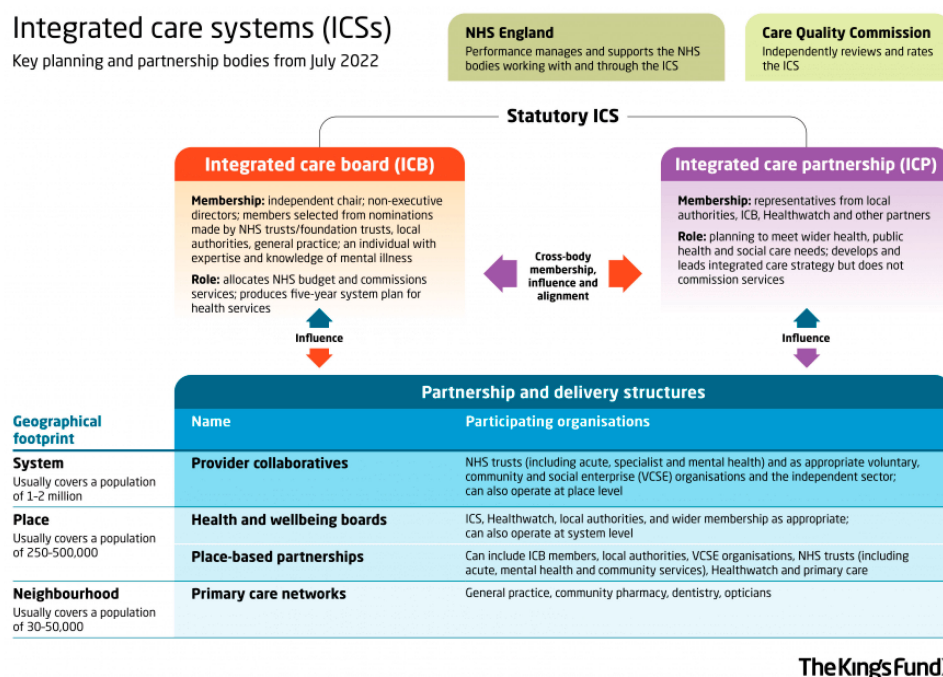 Integrated care systems (ICSs)
Key planning and partnership bodies from July 2022
NHS England
Performance manages and supports the NHS
bodies working with and through the ICS
Care Quality Commission
Independently reviews and rates
the ICS
Statutory ICS
Integrated care board (ICB)
Membership: independent chair; non-executive
directors; members selected from nominations
made by NHS trusts/foundation trusts, local
authorities, general practice; an individual with
expertise and knowledge of mental illness
Role: allocates NHS budget and commissions
services; produces five-year system plan for
health services
Cross-body
membership,
influence and
alignment
Integrated care partnership (ICP)
Membership: representatives from local
authorities, ICB, Healthwatch and other partners
Role: planning to meet wider health, public
health and social care needs; develops and
leads integrated care strategy but does not
commission services
Influence
Influence
Partnership and delivery structures
Geographical
footprint
Name
Participating organisations
System
Usually covers a population
of 1–2 million
Provider collaboratives
NHS trusts (including acute, specialist and mental health) and as appropriate voluntary,
community and social enterprise (VCSE) organisations and the independent sector;
can also operate at place level
Place
Usually covers a population
of 250–500,000
Health and wellbeing boards
ICS, Healthwatch, local authorities, and wider membership as appropriate;
can also operate at system level
Place-based partnerships
Can include ICB members, local authorities, VCSE organisations, NHS trusts (including
acute, mental health and community services), Healthwatch and primary care
Neighbourhood
Usually covers a population
of 30–50,000
Primary care networks
General practice, community pharmacy, dentistry, opticians
The King's Fund